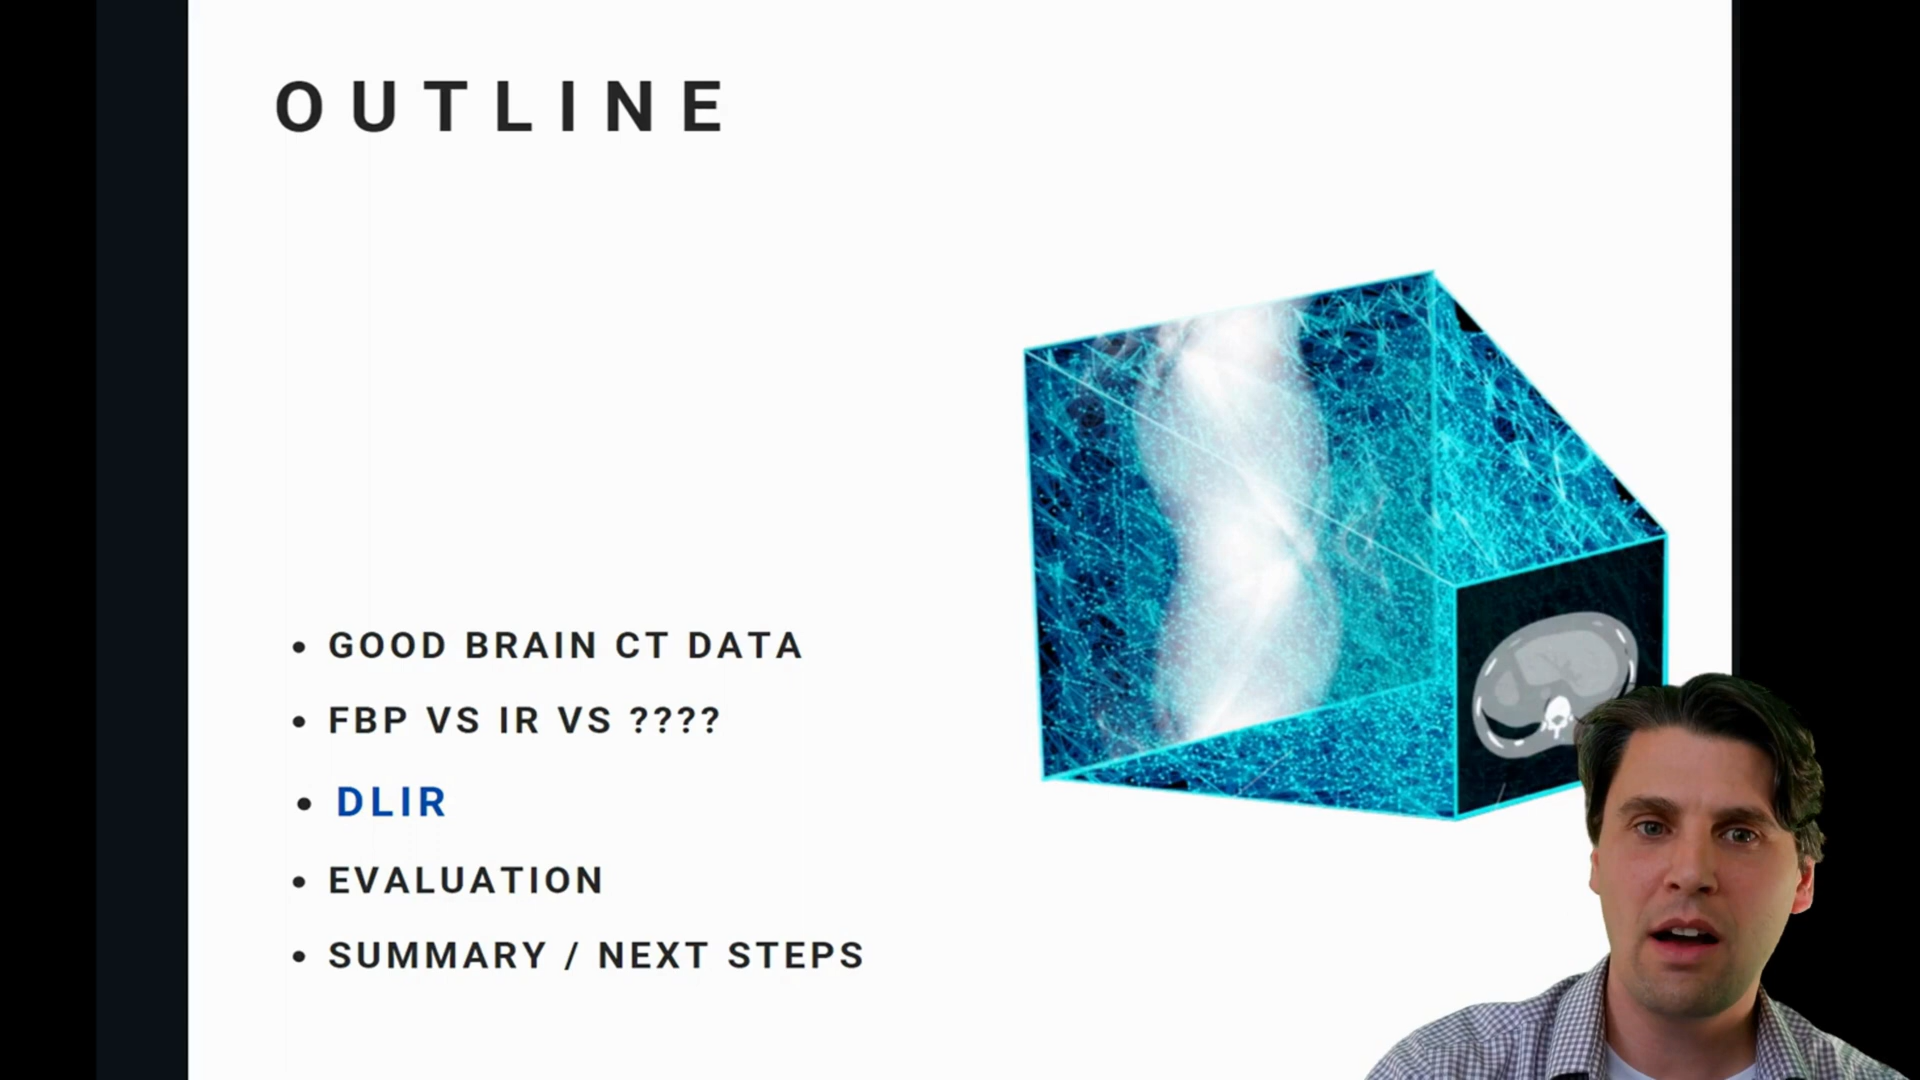 OUTLINE
GOOD BRAIN CT DATA
FBP VS IR VS ????
DLIR
EVALUATION
SUMMARY / NEXT STEPS